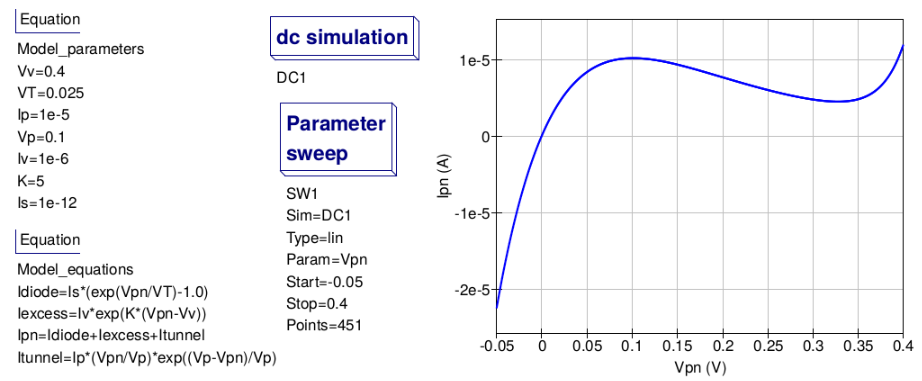 Equation
Model_parameters
Vv=0.4
VT=0.025
Ip=1e-5
Vp=0.1
Iv=1e-6
K=5
Is=1e-12
Equation
Model_equations
Idiode=Is*(exp(Vpn/VT)-1.0)
Iexcess=Iv*exp(K*(Vpn-Vv))
Ipn=Idiode+Iexcess+Itunnel
Itunnel=Ip*(Vpn/Vp)*exp((Vp-Vpn)/Vp)
dc simulation
DC1
Parameter
sweep
SW1
Sim=DC1
Type=lin
Param=Vpn
Start=-0.05
Stop=0.4
Points=451
Ipn (A)
1e-5
0
-1e-5
-2e-5
-0.05 0 0.05 0.1 0.15 0.2 0.25 0.3 0.35 0.4
Vpn (V)